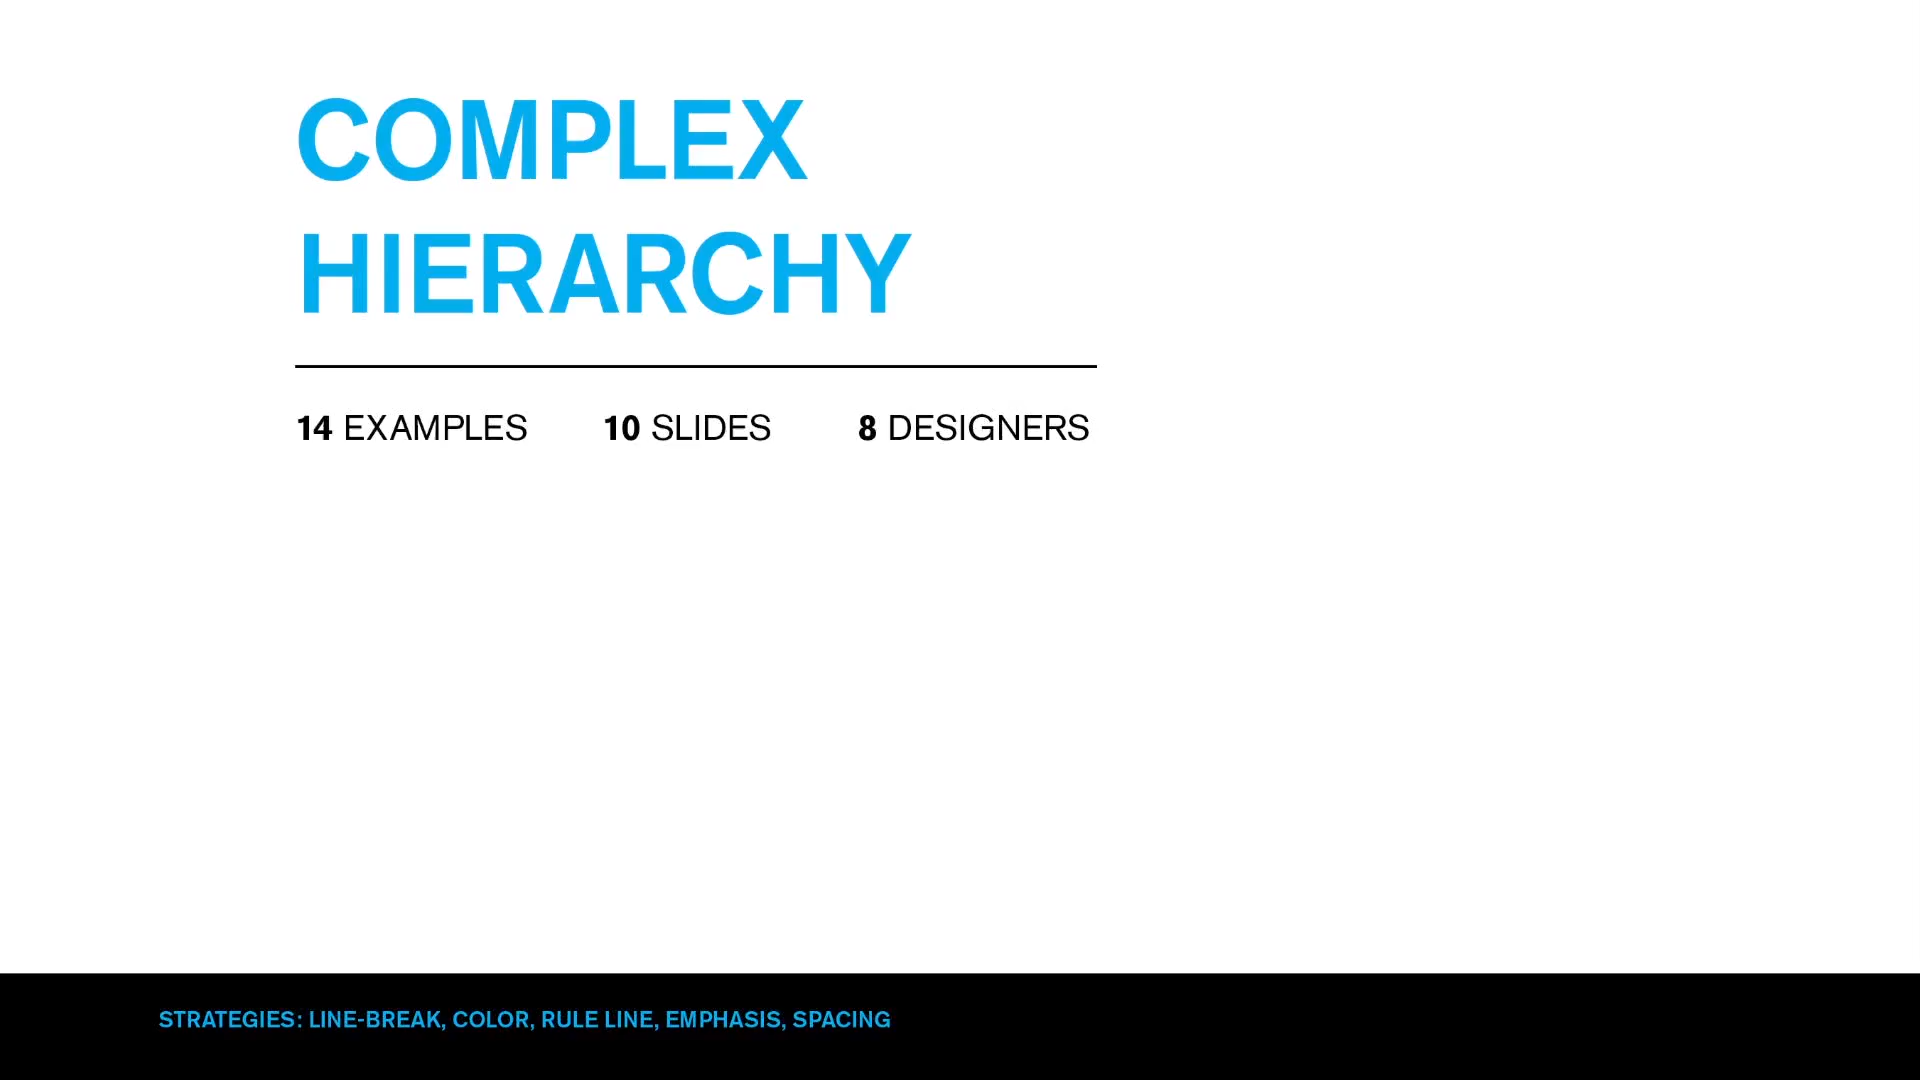 COMPLEX
HIERARCHY
14 EXAMPLES 10 SLIDES 8 DESIGNERS
STRATEGIES: LINE-BREAK, COLOR, RULE LINE, EMPHASIS, SPACING